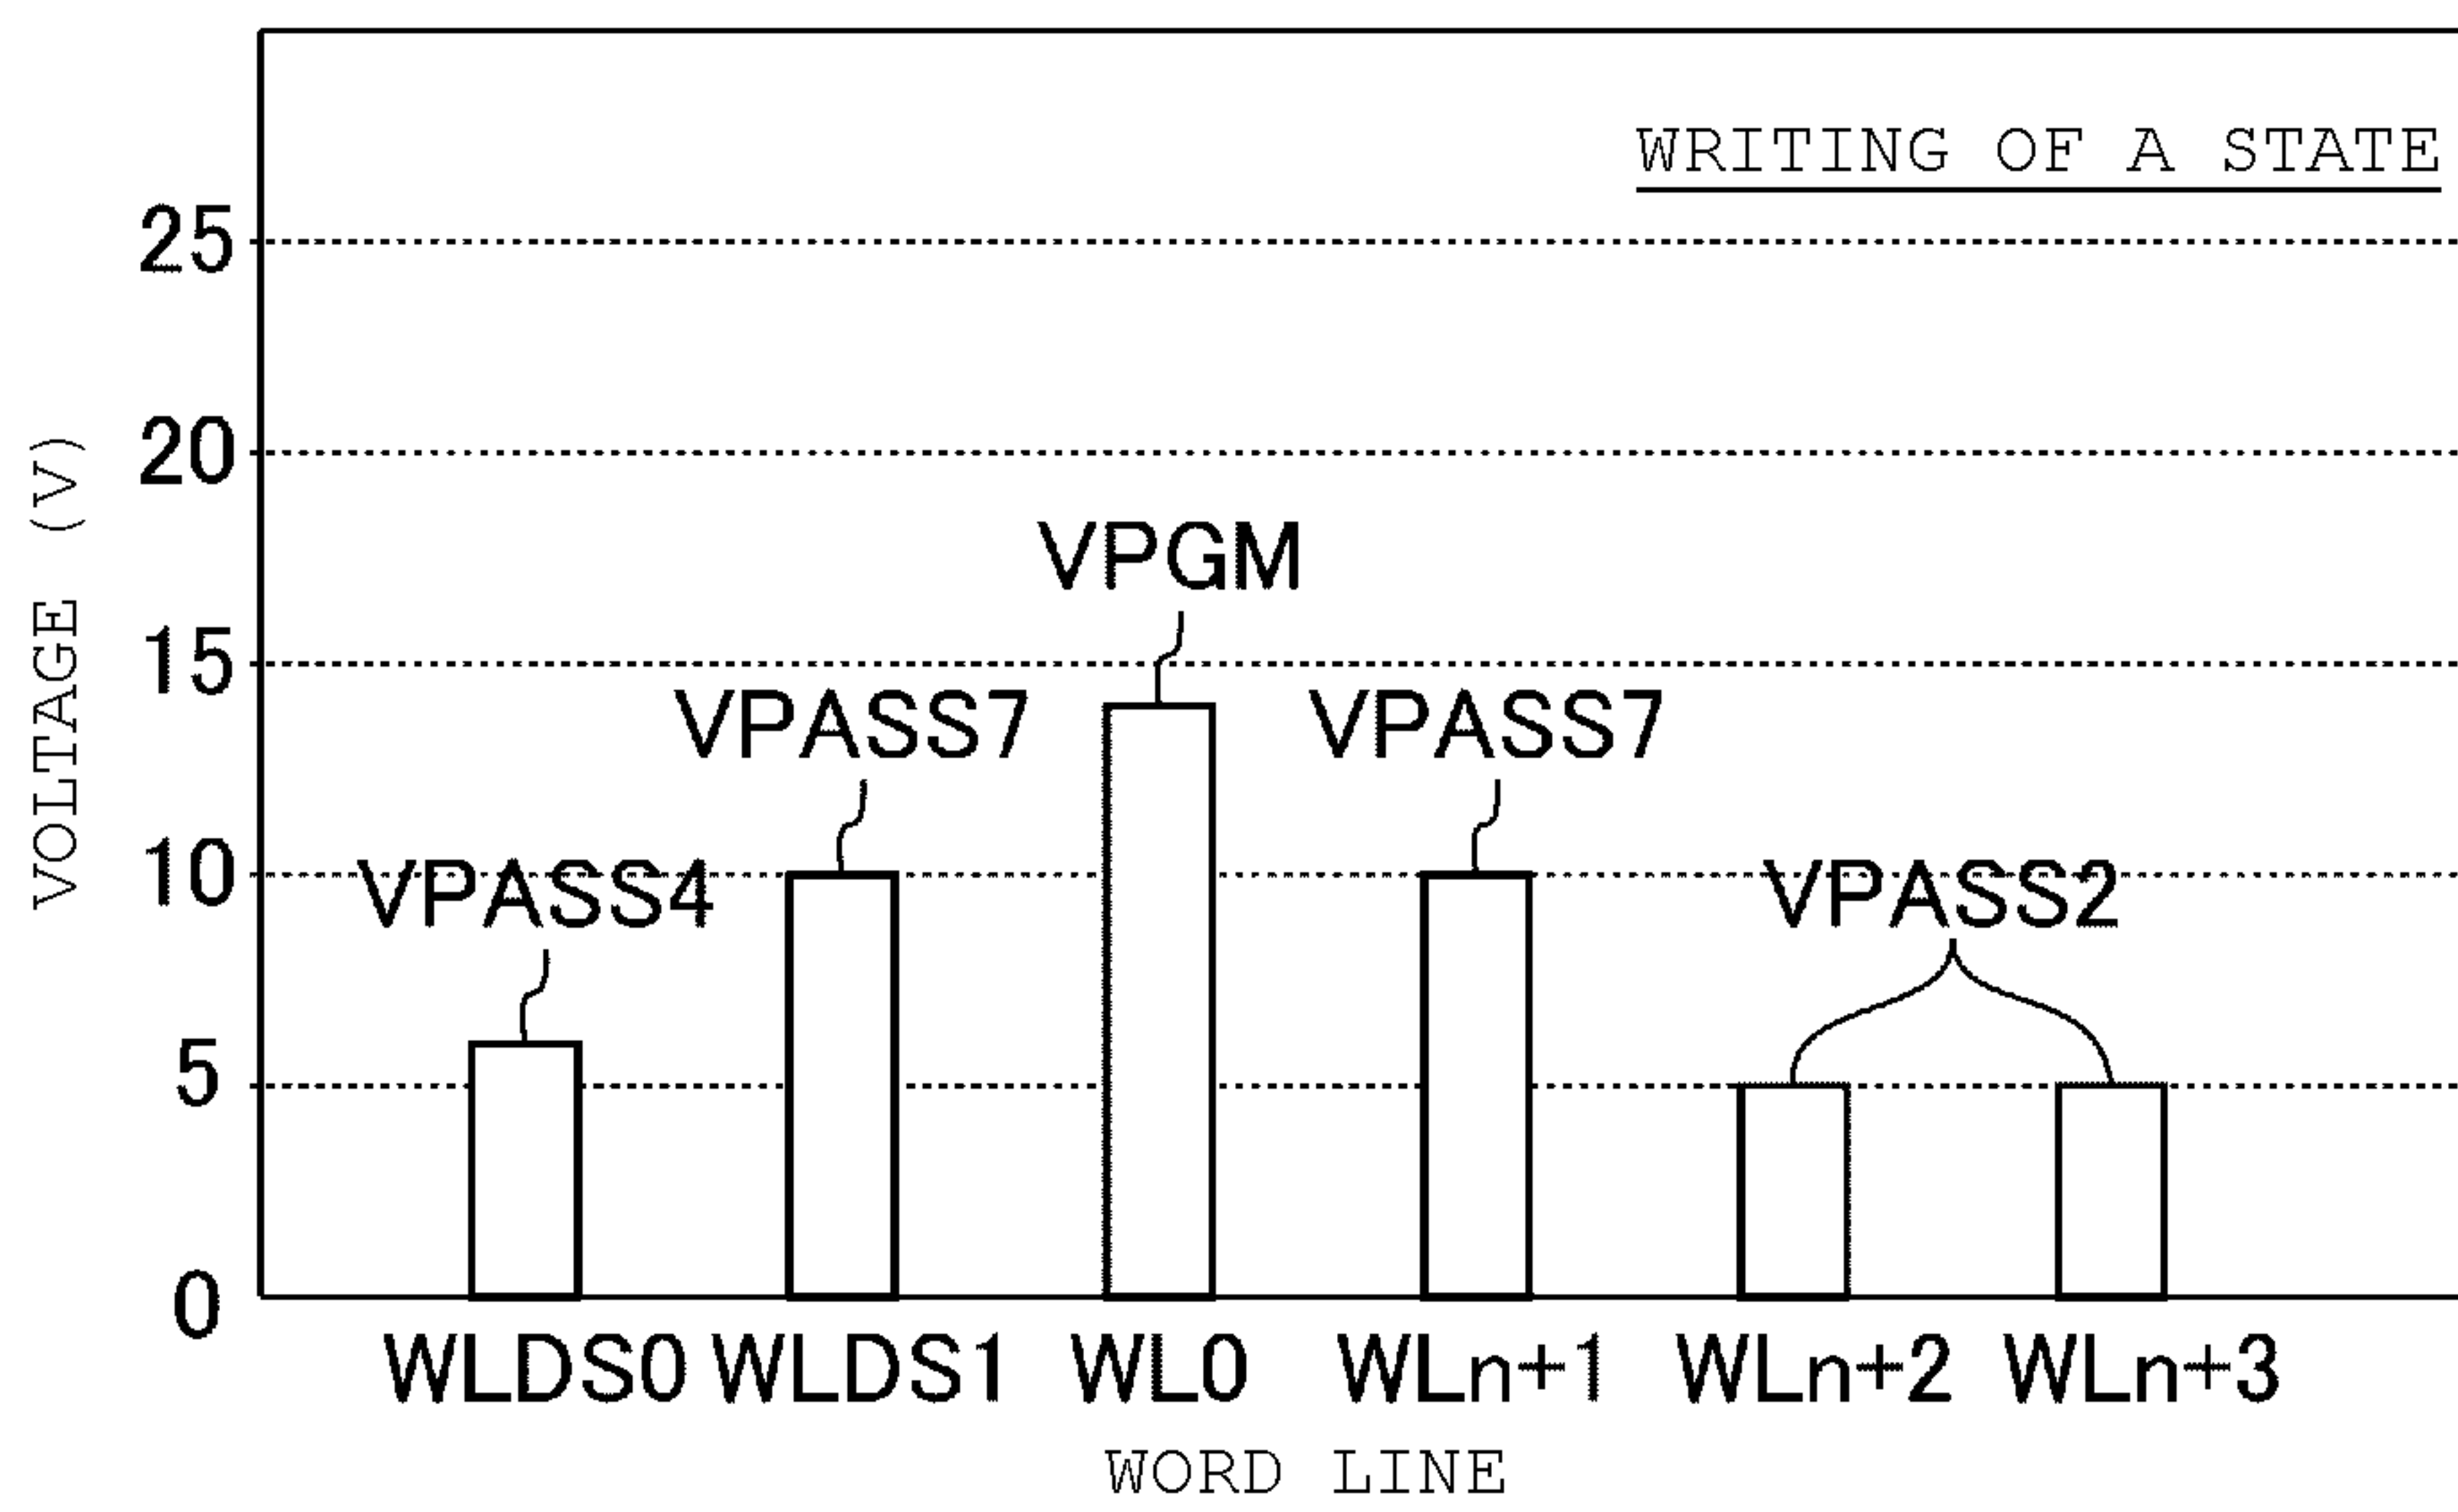 WRITING OF A STATE
VOLTAGE (V)
25
20
15
10
5
0
VPGM
VPASS7 VPASS7
VPASS4 VPASS2
WLDS0 WLDS1 WL0 WLn+1 WLn+2 WLn+3
WORD LINE